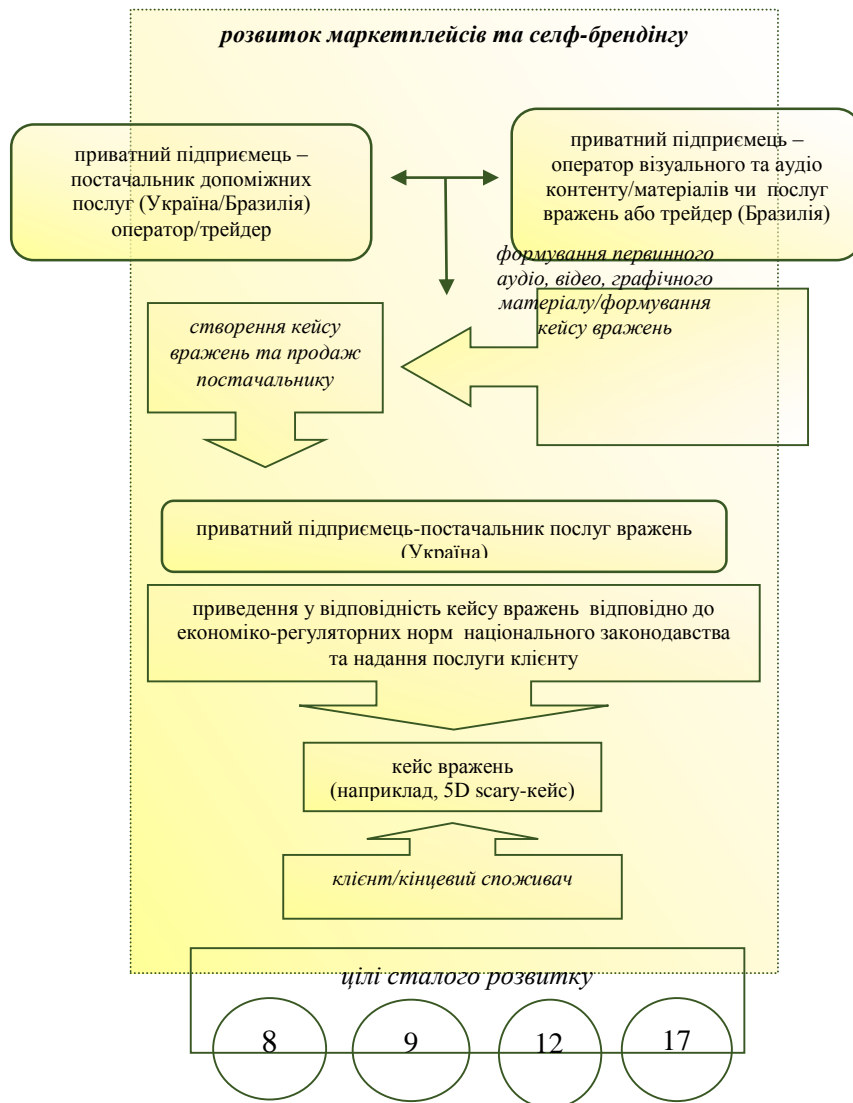 розвиток маркетплейсів та селф-брендінгу
приватний підприємець –
постачальник допоміжних
послуг (Україна/Бразилія)
оператор/трейдер
приватний підприємець –
оператор візуального та аудіо
контенту/матеріалів чи послуг
вражень або трейдер (Бразилія)
формування первинного
аудіо, відео, графічного
матеріалу/формування
кейсу вражень
створення кейсу
вражень та продаж
постачальнику
приватний підприємець-постачальник послуг вражень
(Україна)
приведення у відповідність кейсу вражень відповідно до
економіко-регуляторних норм національного законодавства
та надання послуги клієнту
кейс вражень
(наприклад, 5D scary-кейс)
клієнт/кінцевий споживач
цілі сталого розвитку
8 9 12 17